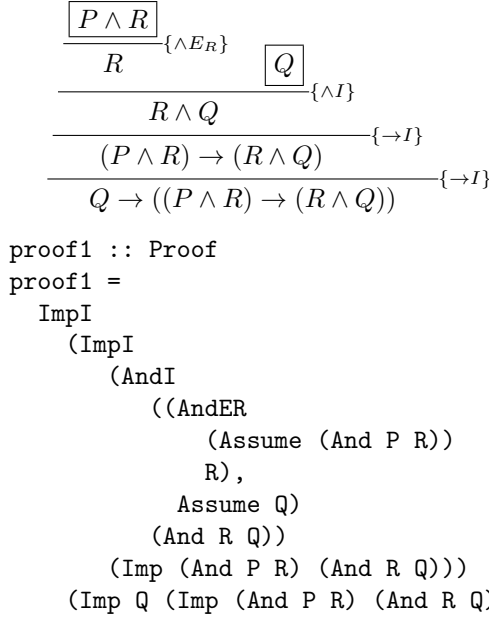 P ∧ R
R {∧E_R} Q
R ∧ Q {∧I}
(P ∧ R) → (R ∧ Q) {→I}
Q → ((P ∧ R) → (R ∧ Q)) {→I}
proof1 :: Proof
proof1 =
ImpI
(ImpI
(AndI
((AndER
(Assume (And P R))
R),
Assume Q)
(And R Q))
(Imp (And P R) (And R Q)))
(Imp Q (Imp (And P R) (And R Q)